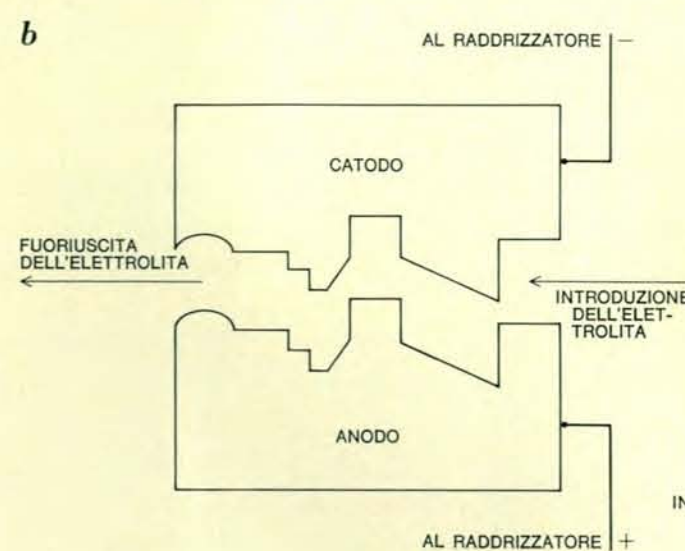 b
AL RADDRIZZATORE −
CATODO
FUORIUSCITA
DELL'ELETTROLITA
INTRODUZIONE
DELL'ELET-
TROLITA
ANODO
IN
AL RADDRIZZATORE +